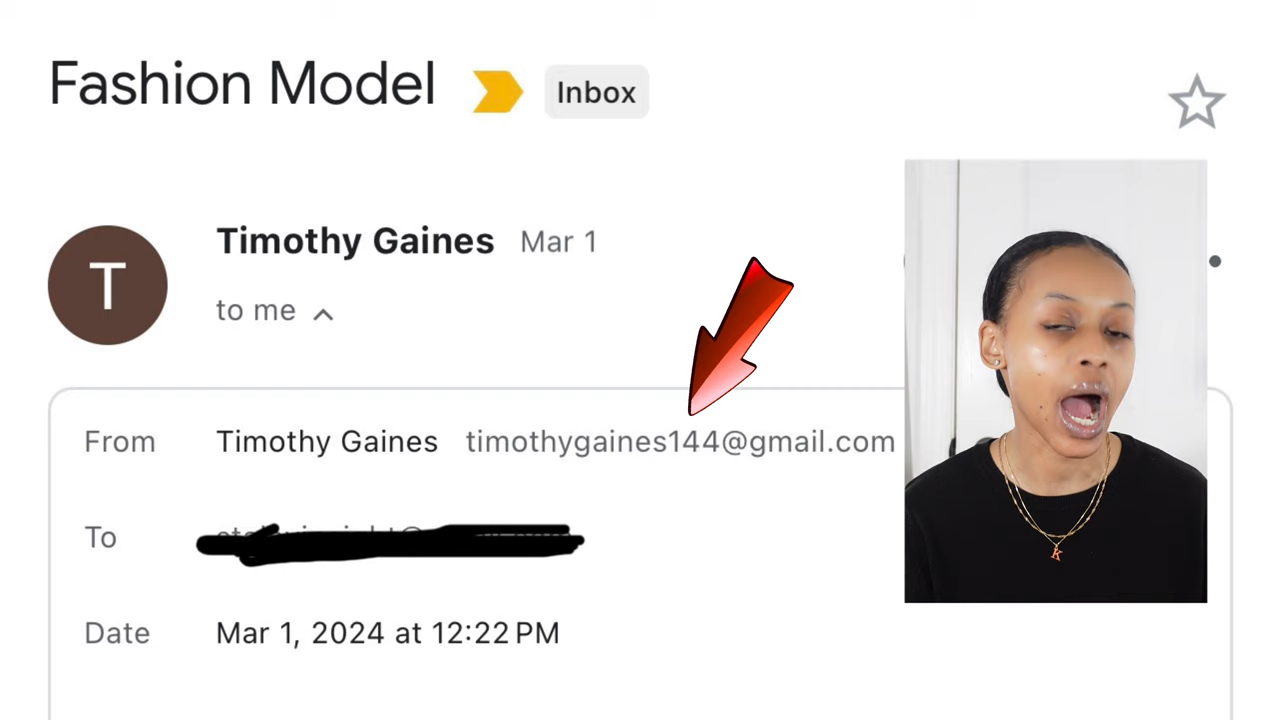 Fashion Model Inbox
T
Timothy Gaines Mar 1
to me
From Timothy Gaines timothygaines144@gmail.com
To
Date Mar 1, 2024 at 12:22 PM
K